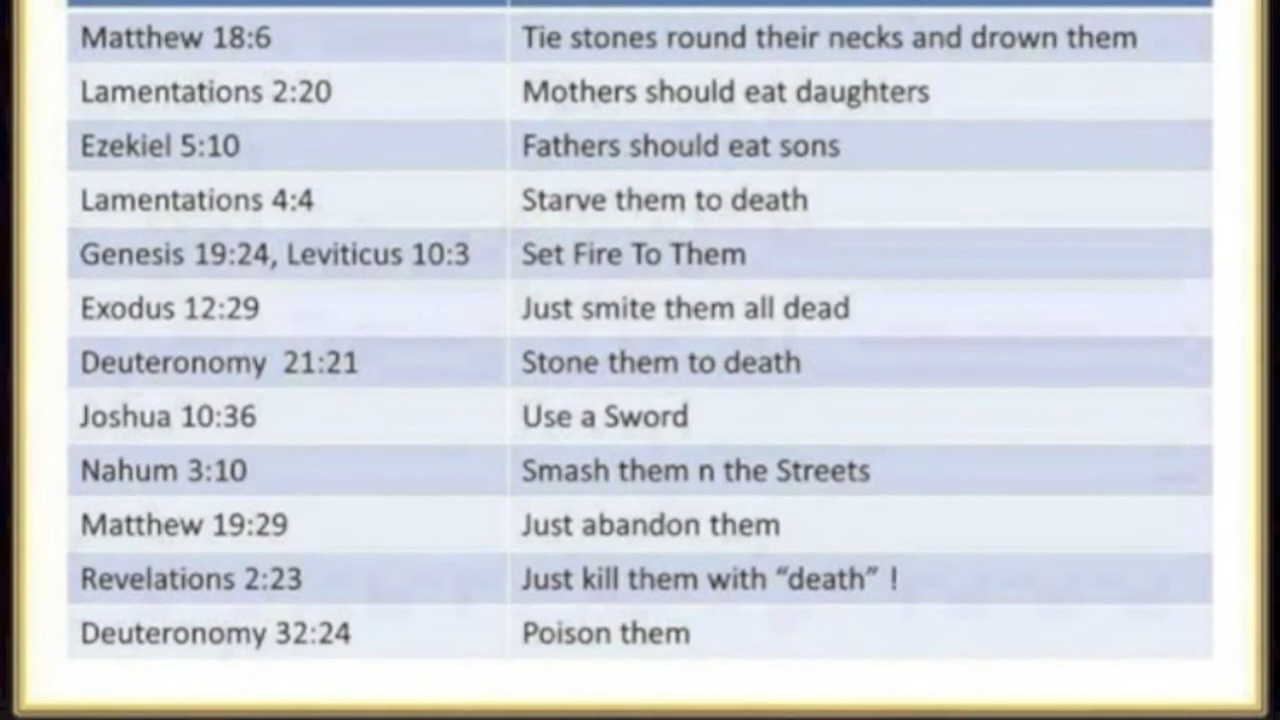 Matthew 18:6 Tie stones round their necks and drown them
Lamentations 2:20 Mothers should eat daughters
Ezekiel 5:10 Fathers should eat sons
Lamentations 4:4 Starve them to death
Genesis 19:24, Leviticus 10:3 Set Fire To Them
Exodus 12:29 Just smite them all dead
Deuteronomy 21:21 Stone them to death
Joshua 10:36 Use a Sword
Nahum 3:10 Smash them n the Streets
Matthew 19:29 Just abandon them
Revelations 2:23 Just kill them with “death” !
Deuteronomy 32:24 Poison them